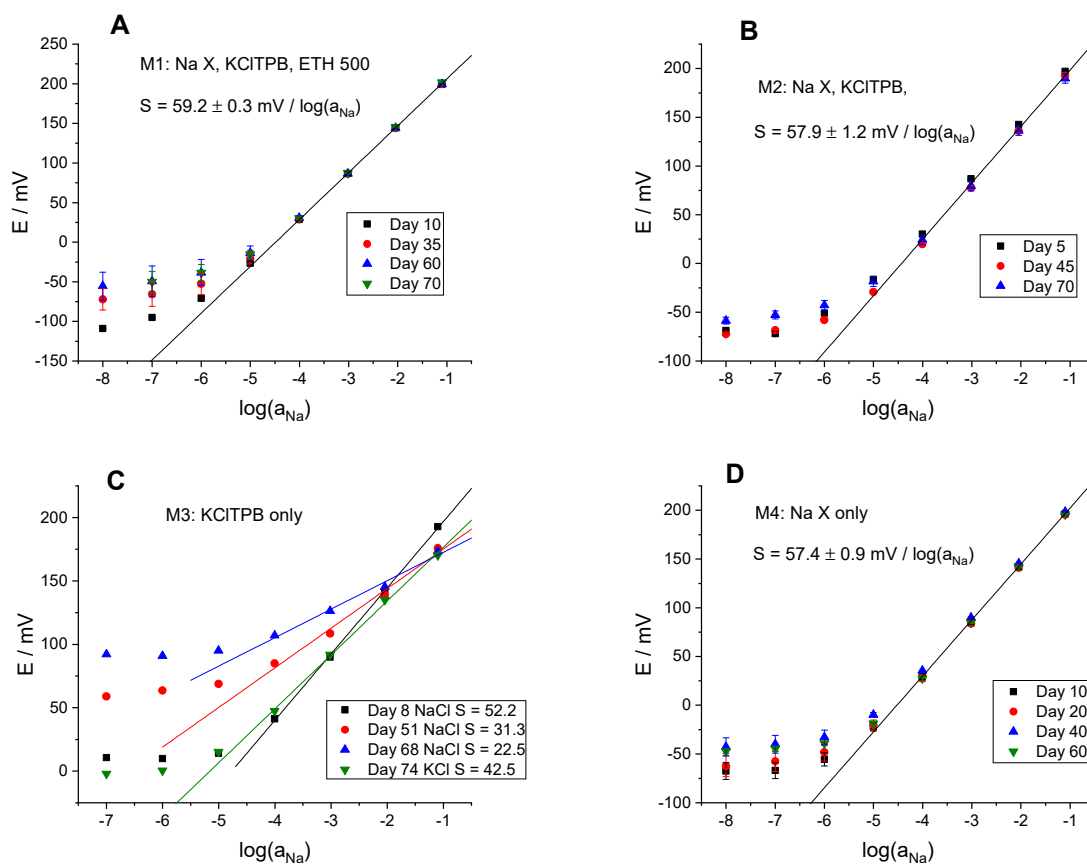 A
M1: Na X, KClTPB, ETH 500
S = 59.2 ± 0.3 mV / log(a_Na)
250
200
150
100
50
0
-50
-100
-150
E / mV
Day 10
Day 35
Day 60
Day 70
-8 -7 -6 -5 -4 -3 -2 -1
log(a_Na)
B
M2: Na X, KClTPB,
S = 57.9 ± 1.2 mV / log(a_Na)
200
150
100
50
0
-50
-100
E / mV
Day 5
Day 45
Day 70
-8 -7 -6 -5 -4 -3 -2 -1
log(a_Na)
C
M3: KClTPB only
200
150
100
50
0
E / mV
Day 8 NaCl S = 52.2
Day 51 NaCl S = 31.3
Day 68 NaCl S = 22.5
Day 74 KCl S = 42.5
-7 -6 -5 -4 -3 -2 -1
log(a_Na)
D
M4: Na X only
S = 57.4 ± 0.9 mV / log(a_Na)
200
150
100
50
0
-50
-100
E / mV
Day 10
Day 20
Day 40
Day 60
-8 -7 -6 -5 -4 -3 -2 -1
log(a_Na)